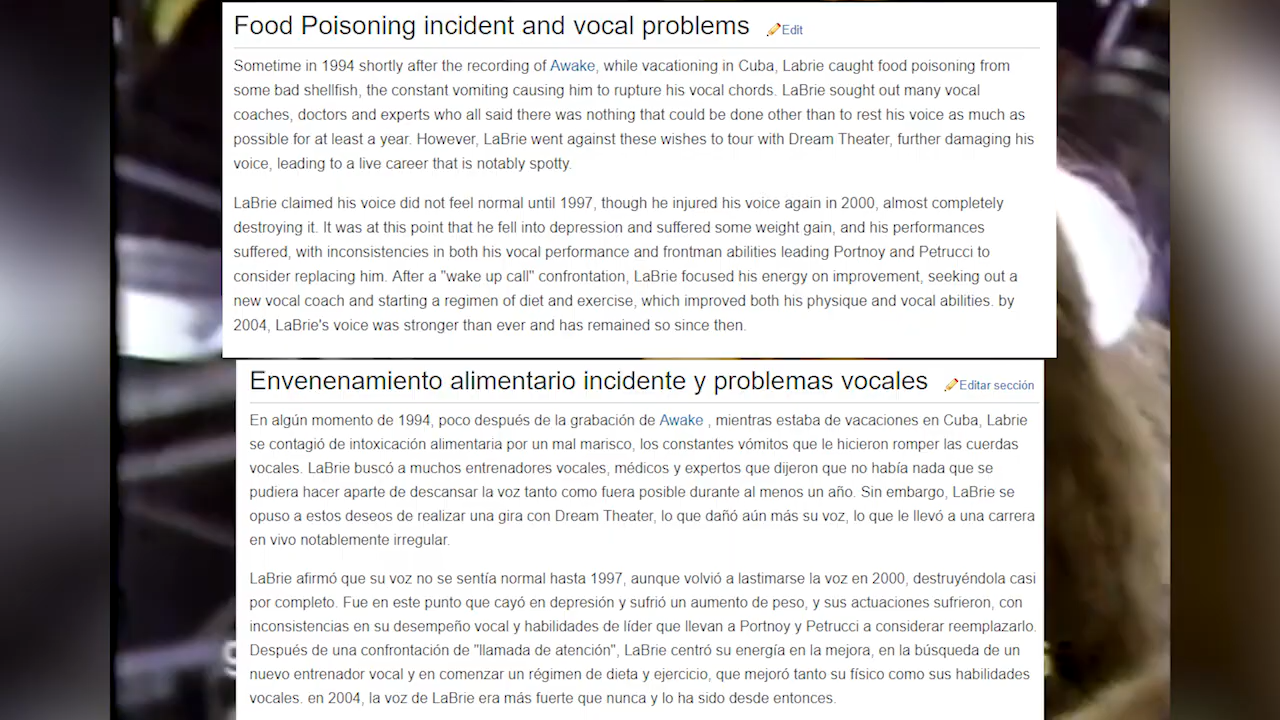 Food Poisoning incident and vocal problems Edit
Sometime in 1994 shortly after the recording of Awake, while vacationing in Cuba, Labrie caught food poisoning from
some bad shellfish, the constant vomiting causing him to rupture his vocal chords. LaBrie sought out many vocal
coaches, doctors and experts who all said there was nothing that could be done other than to rest his voice as much as
possible for at least a year. However, LaBrie went against these wishes to tour with Dream Theater, further damaging his
voice, leading to a live career that is notably spotty.
LaBrie claimed his voice did not feel normal until 1997, though he injured his voice again in 2000, almost completely
destroying it. It was at this point that he fell into depression and suffered some weight gain, and his performances
suffered, with inconsistencies in both his vocal performance and frontman abilities leading Portnoy and Petrucci to
consider replacing him. After a "wake up call" confrontation, LaBrie focused his energy on improvement, seeking out a
new vocal coach and starting a regimen of diet and exercise, which improved both his physique and vocal abilities. by
2004, LaBrie's voice was stronger than ever and has remained so since then.
Envenenamiento alimentario incidente y problemas vocales Editar sección
En algún momento de 1994, poco después de la grabación de Awake , mientras estaba de vacaciones en Cuba, Labrie
se contagió de intoxicación alimentaria por un mal marisco, los constantes vómitos que le hicieron romper las cuerdas
vocales. LaBrie buscó a muchos entrenadores vocales, médicos y expertos que dijeron que no había nada que se
pudiera hacer aparte de descansar la voz tanto como fuera posible durante al menos un año. Sin embargo, LaBrie se
opuso a estos deseos de realizar una gira con Dream Theater, lo que dañó aún más su voz, lo que le llevó a una carrera
en vivo notablemente irregular.
LaBrie afirmó que su voz no se sentía normal hasta 1997, aunque volvió a lastimarse la voz en 2000, destruyéndola casi
por completo. Fue en este punto que cayó en depresión y sufrió un aumento de peso, y sus actuaciones sufrieron, con
inconsistencias en su desempeño vocal y habilidades de líder que llevan a Portnoy y Petrucci a considerar reemplazarlo.
Después de una confrontación de "llamada de atención", LaBrie centró su energía en la mejora, en la búsqueda de un
nuevo entrenador vocal y en comenzar un régimen de dieta y ejercicio, que mejoró tanto su físico como sus habilidades
vocales. en 2004, la voz de LaBrie era más fuerte que nunca y lo ha sido desde entonces.